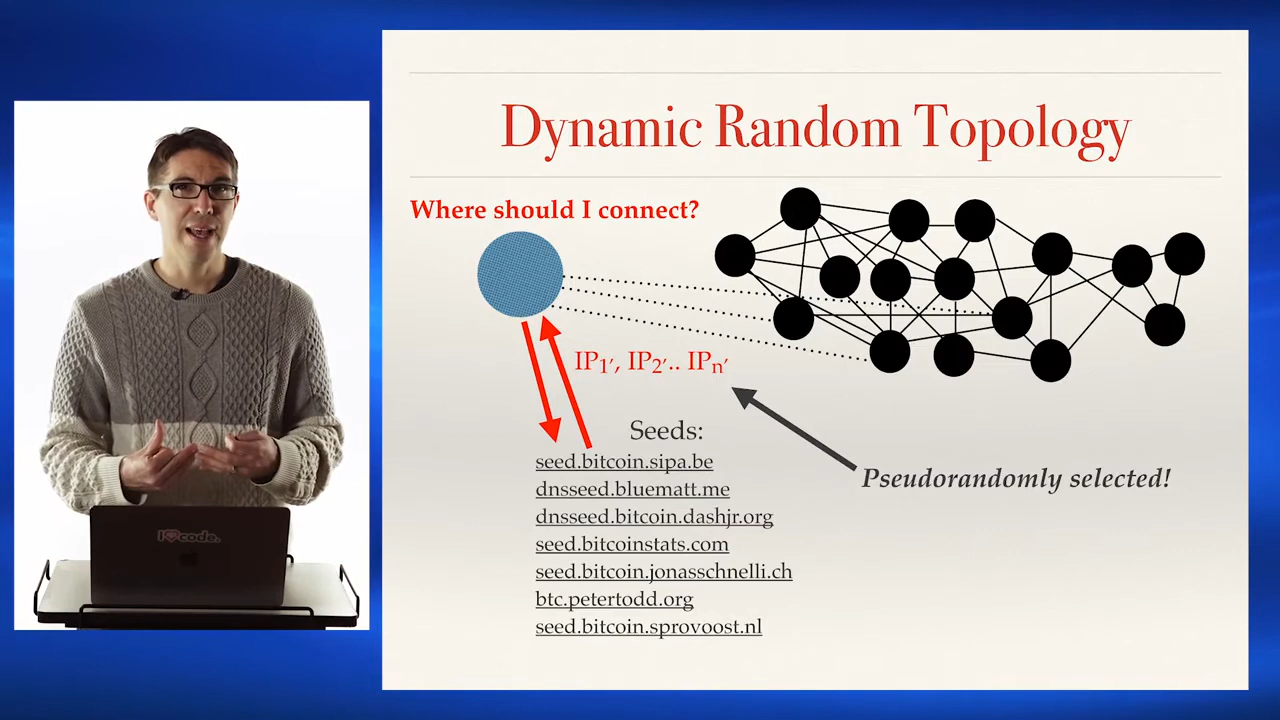 Dynamic Random Topology
Where should I connect?
IP1', IP2'.. IPn'
Seeds:
seed.bitcoin.sipa.be
dnsseed.bluematt.me
dnsseed.bitcoin.dashjr.org
seed.bitcoinstats.com
seed.bitcoin.jonasschnelli.ch
btc.petertodd.org
seed.bitcoin.sprovoost.nl
Pseudorandomly selected!
I code.